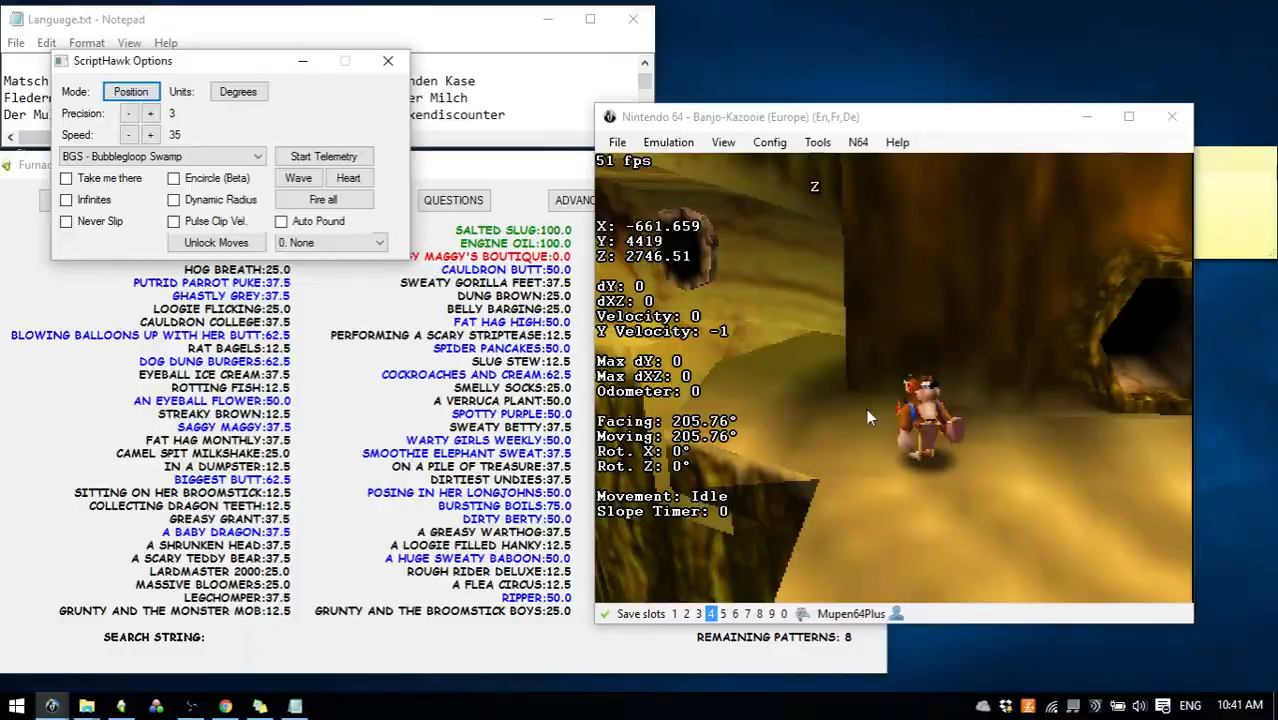 Language.txt - Notepad
File Edit Format View Help
Matsch
nden Kase
Fleder
er Milch
Der Mu
xendiscounter
ScriptHawk Options
Mode: Position Units: Degrees
Precision: - + 3
Speed: - + 35
BGS - Bubblegloop Swamp Start Telemetry
Take me there Encircle (Beta) Wave Heart
Infinites Dynamic Radius Fire all
Never Slip Pulse Clip Vel. Auto Pound
Unlock Moves 0. None
Furnac
QUESTIONS ADVANC
SALTED SLUG:100.0
ENGINE OIL:100.0
Y MAGGY'S BOUTIQUE:0.0
HOG BREATH:25.0 CAULDRON BUTT:50.0
PUTRID PARROT PUKE:37.5 SWEATY GORILLA FEET:37.5
GHASTLY GREY:37.5 DUNG BROWN:25.0
LOOGIE FLICKING:25.0 BELLY BARGING:25.0
CAULDRON COLLEGE:37.5 FAT HAG HIGH:50.0
BLOWING BALLOONS UP WITH HER BUTT:62.5 PERFORMING A SCARY STRIPTEASE:12.5
RAT BAGELS:12.5 SPIDER PANCAKES:50.0
DOG DUNG BURGERS:62.5 SLUG STEW:12.5
EYEBALL ICE CREAM:37.5 COCKROACHES AND CREAM:62.5
ROTTING FISH:12.5 SMELLY SOCKS:25.0
AN EYEBALL FLOWER:50.0 A VERRUCA PLANT:50.0
STREAKY BROWN:12.5 SPOTTY PURPLE:50.0
SAGGY MAGGY:37.5 SWEATY BETTY:37.5
FAT HAG MONTHLY:37.5 WARTY GIRLS WEEKLY:50.0
CAMEL SPIT MILKSHAKE:25.0 SMOOTHIE ELEPHANT SWEAT:37.5
IN A DUMPSTER:12.5 ON A PILE OF TREASURE:37.5
BIGGEST BUTT:62.5 DIRTIEST UNDIES:37.5
SITTING ON HER BROOMSTICK:12.5 POSING IN HER LONGJOHNS:50.0
COLLECTING DRAGON TEETH:12.5 BURSTING BOILS:75.0
GREASY GRANT:37.5 DIRTY BERTY:50.0
A BABY DRAGON:37.5 A GREASY WARTHOG:37.5
A SHRUNKEN HEAD:37.5 A LOOGIE FILLED HANKY:12.5
A SCARY TEDDY BEAR:37.5 A HUGE SWEATY BABOON:50.0
LARDMASTER 2000:25.0 ROUGH RIDER DELUXE:12.5
MASSIVE BLOOMERS:25.0 A FLEA CIRCUS:12.5
LEGCHOMPER:37.5 RIPPER:50.0
GRUNTY AND THE MONSTER MOB:12.5 GRUNTY AND THE BROOMSTICK BOYS:25.0
SEARCH STRING: REMAINING PATTERNS: 8
Nintendo 64 - Banjo-Kazooie (Europe) (En,Fr,De)
File Emulation View Config Tools N64 Help
51 fps
Z
X: -661.659
Y: 4419
Z: 2746.51
dY: 0
dXZ: 0
Velocity: 0
Y Velocity: -1
Max dY: 0
Max dXZ: 0
Odometer: 0
Facing: 205.76°
Moving: 205.76°
Rot. X: 0°
Rot. Z: 0°
Movement: Idle
Slope Timer: 0
Save slots 1 2 3 4 5 6 7 8 9 0 Mupen64Plus
ENG 10:41 AM